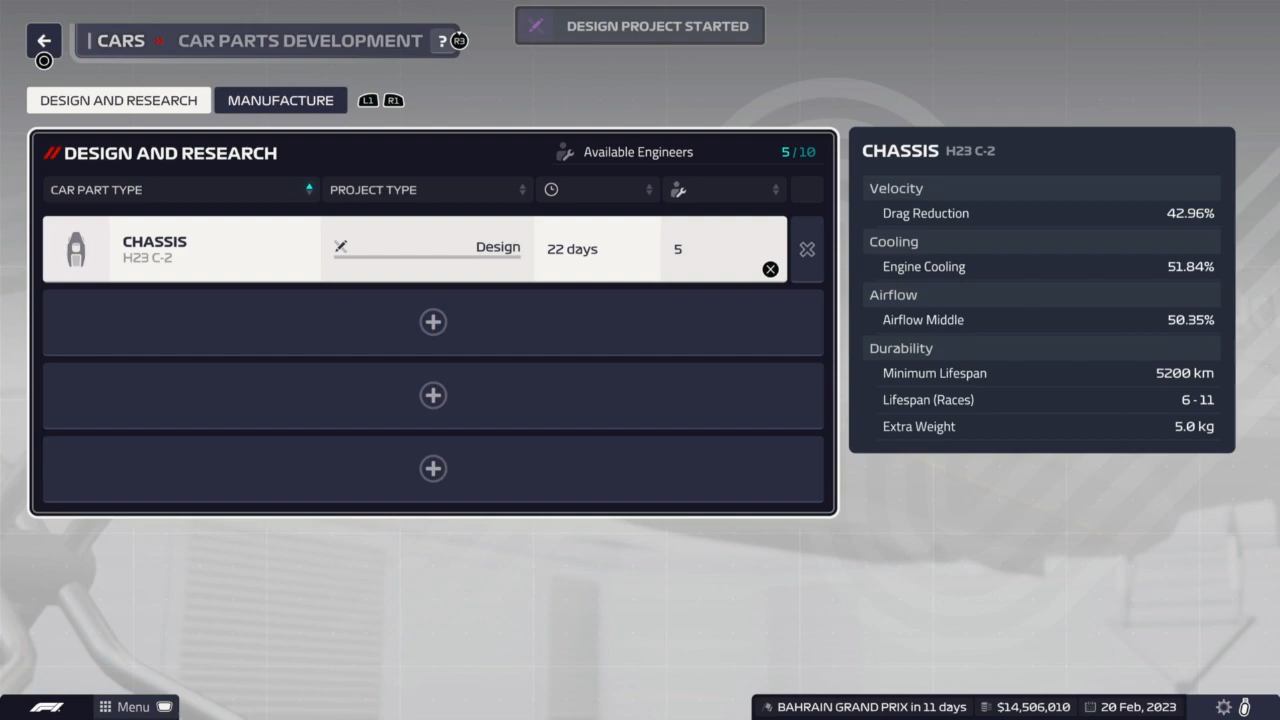 DESIGN PROJECT STARTED
| CARS CAR PARTS DEVELOPMENT ? R3
DESIGN AND RESEARCH MANUFACTURE L1 R1
DESIGN AND RESEARCH Available Engineers 5/10
CAR PART TYPE PROJECT TYPE
CHASSIS
H23 C-2
Design 22 days 5
CHASSIS H23 C-2
Velocity
Drag Reduction 42.96%
Cooling
Engine Cooling 51.84%
Airflow
Airflow Middle 50.35%
Durability
Minimum Lifespan 5200 km
Lifespan (Races) 6 - 11
Extra Weight 5.0 kg
F1 Menu BAHRAIN GRAND PRIX in 11 days $14,506,010 20 Feb, 2023